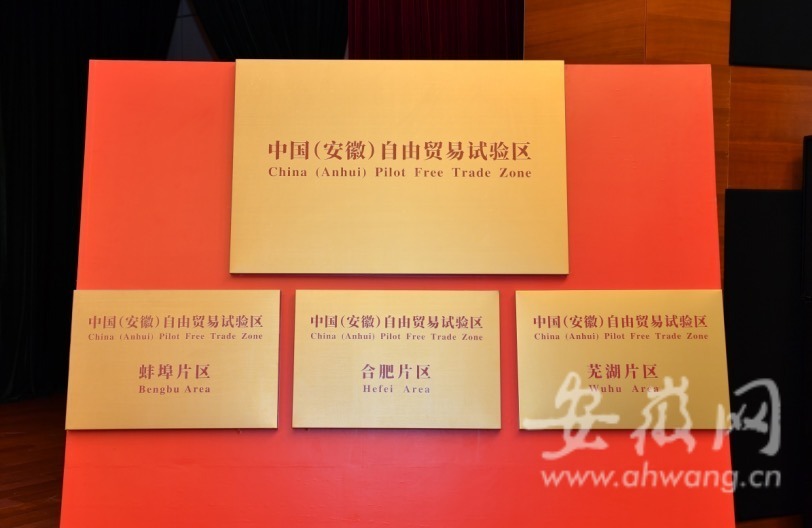 中国(安徽)自由贸易试验区
China (Anhui) Pilot Free Trade Zone
中国(安徽)自由贸易试验区
China (Anhui) Pilot Free Trade Zone
蚌埠片区
Bengbu Area
中国(安徽)自由贸易试验区
China (Anhui) Pilot Free Trade Zone
合肥片区
Hefei Area
中国(安徽)自由贸易试验区
China (Anhui) Pilot Free Trade Zone
芜湖片区
Wuhu Area
安徽网
www.ahwang.cn